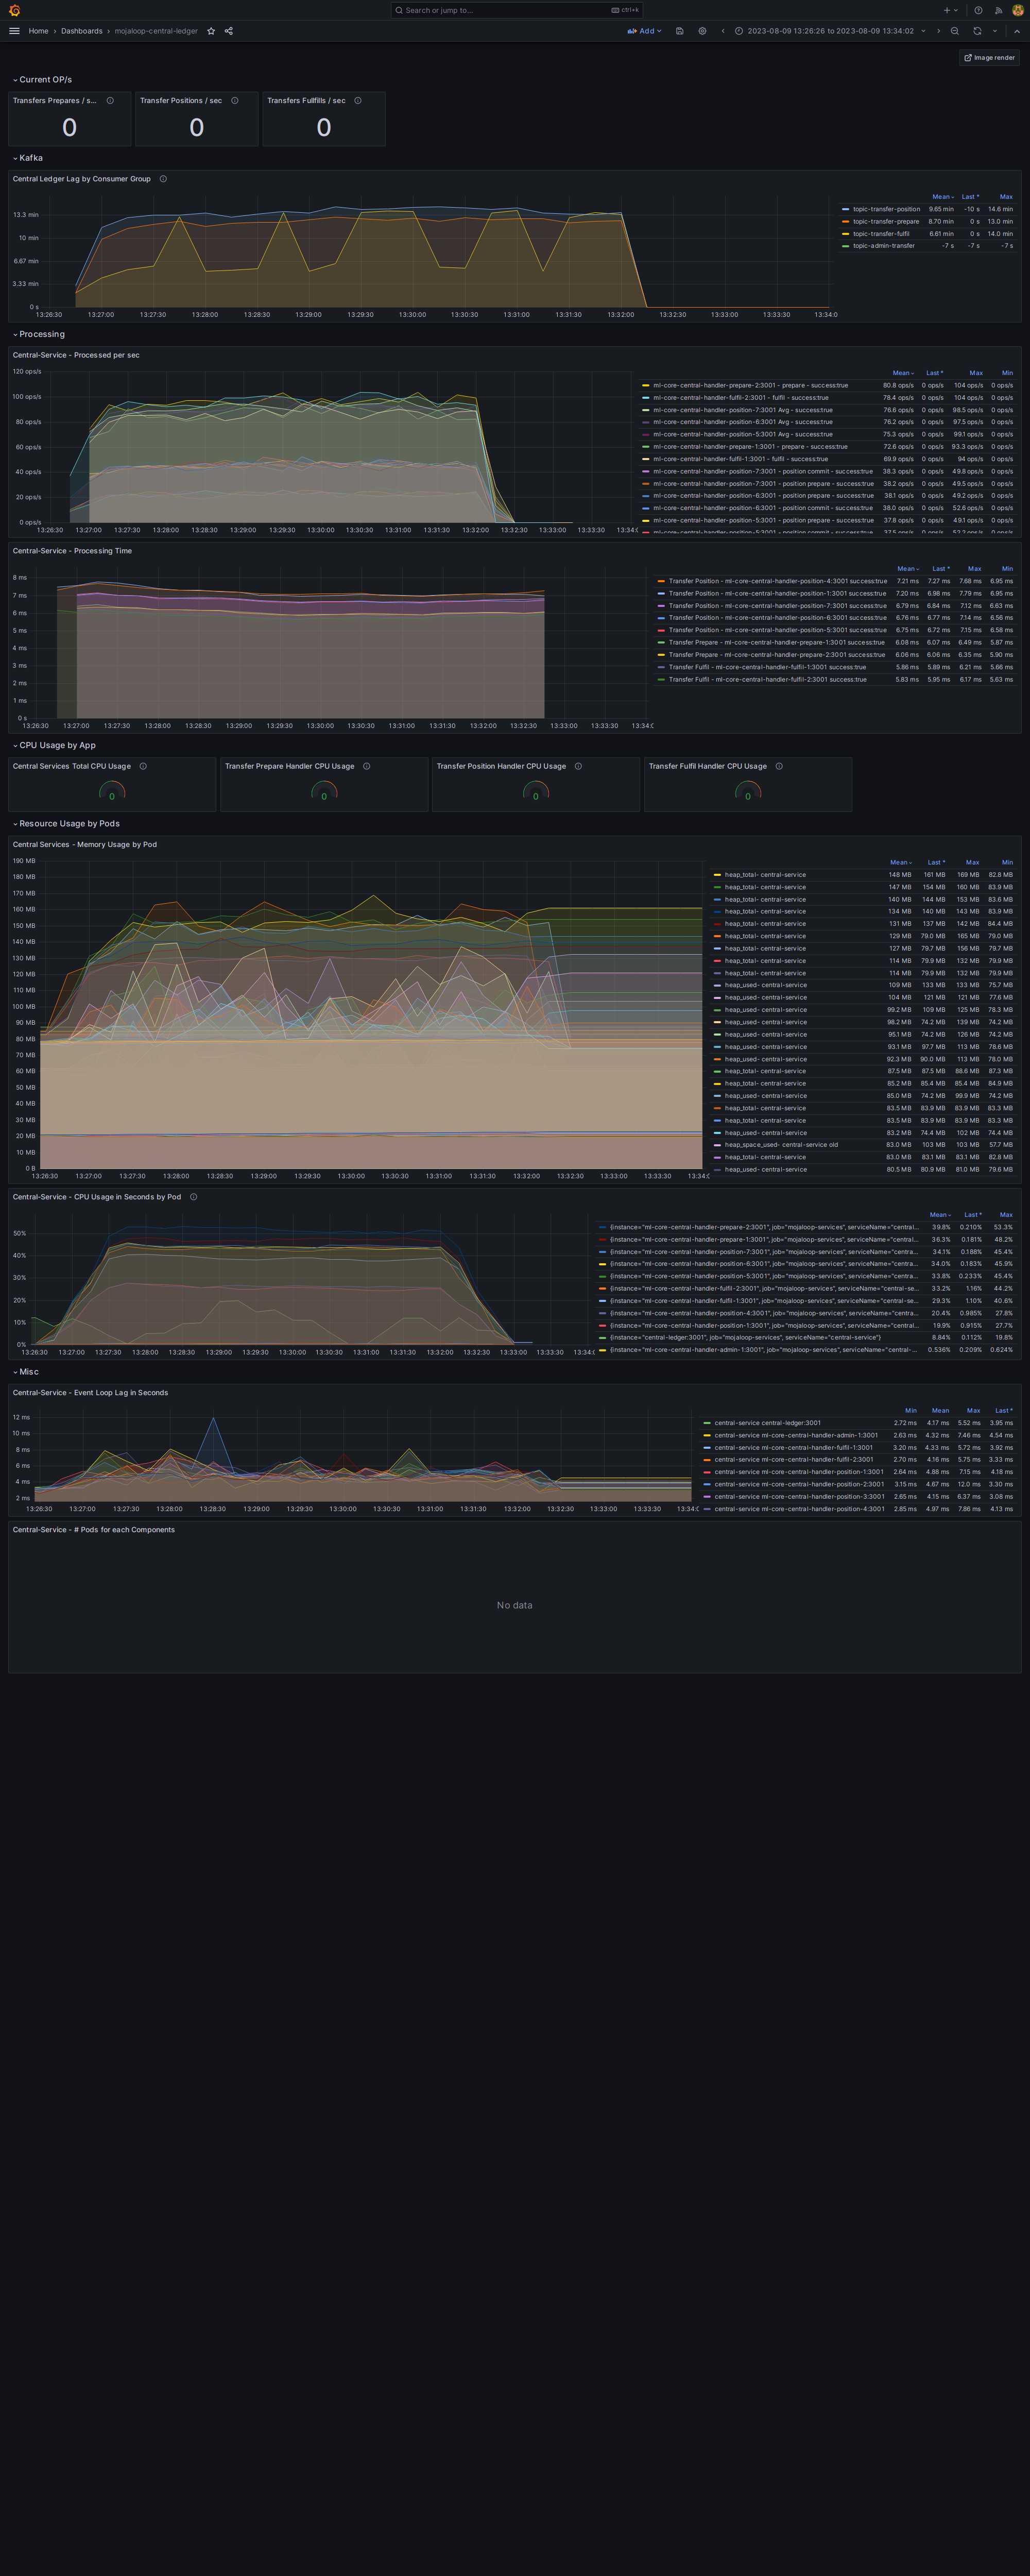 Search or jump to... ctrl+k
Home › Dashboards › mojaloop-central-ledger Add 2023-08-09 13:26:26 to 2023-08-09 13:34:02
Image render
Current OP/s
Transfers Prepares / s... Transfer Positions / sec Transfers Fullfills / sec
0 0 0
Kafka
Central Ledger Lag by Consumer Group
13.3 min
10 min
6.67 min
3.33 min
0 s
13:26:30 13:27:00 13:27:30 13:28:00 13:28:30 13:29:00 13:29:30 13:30:00 13:30:30 13:31:00 13:31:30 13:32:00 13:32:30 13:33:00 13:33:30 13:34:0
Mean Last * Max
topic-transfer-position 9.65 min -10 s 14.6 min
topic-transfer-prepare 8.70 min 0 s 13.0 min
topic-transfer-fulfil 6.61 min 0 s 14.0 min
topic-admin-transfer -7 s -7 s -7 s
Processing
Central-Service - Processed per sec
120 ops/s
100 ops/s
80 ops/s
60 ops/s
40 ops/s
20 ops/s
0 ops/s
13:26:30 13:27:00 13:27:30 13:28:00 13:28:30 13:29:00 13:29:30 13:30:00 13:30:30 13:31:00 13:31:30 13:32:00 13:32:30 13:33:00 13:33:30 13:34:0
Mean Last * Max Min
ml-core-central-handler-prepare-2:3001 - prepare - success:true 80.8 ops/s 0 ops/s 104 ops/s 0 ops/s
ml-core-central-handler-fulfil-2:3001 - fulfil - success:true 78.4 ops/s 0 ops/s 104 ops/s 0 ops/s
ml-core-central-handler-position-7:3001 Avg - success:true 76.6 ops/s 0 ops/s 98.5 ops/s 0 ops/s
ml-core-central-handler-position-6:3001 Avg - success:true 76.2 ops/s 0 ops/s 97.5 ops/s 0 ops/s
ml-core-central-handler-position-5:3001 Avg - success:true 75.3 ops/s 0 ops/s 99.1 ops/s 0 ops/s
ml-core-central-handler-prepare-1:3001 - prepare - success:true 72.6 ops/s 0 ops/s 93.3 ops/s 0 ops/s
ml-core-central-handler-fulfil-1:3001 - fulfil - success:true 69.9 ops/s 0 ops/s 94 ops/s 0 ops/s
ml-core-central-handler-position-7:3001 - position commit - success:true 38.3 ops/s 0 ops/s 49.8 ops/s 0 ops/s
ml-core-central-handler-position-7:3001 - position prepare - success:true 38.2 ops/s 0 ops/s 49.5 ops/s 0 ops/s
ml-core-central-handler-position-6:3001 - position prepare - success:true 38.1 ops/s 0 ops/s 49.2 ops/s 0 ops/s
ml-core-central-handler-position-6:3001 - position commit - success:true 38.0 ops/s 0 ops/s 52.6 ops/s 0 ops/s
ml-core-central-handler-position-5:3001 - position prepare - success:true 37.8 ops/s 0 ops/s 49.1 ops/s 0 ops/s
ml-core-central-handler-position-5:3001 - position commit - success:true 37.5 ops/s 0 ops/s 52.2 ops/s 0 ops/s
Central-Service - Processing Time
8 ms
7 ms
6 ms
5 ms
4 ms
3 ms
2 ms
1 ms
0 s
13:26:30 13:27:00 13:27:30 13:28:00 13:28:30 13:29:00 13:29:30 13:30:00 13:30:30 13:31:00 13:31:30 13:32:00 13:32:30 13:33:00 13:33:30 13:34:0
Mean Last * Max Min
Transfer Position - ml-core-central-handler-position-4:3001 success:true 7.21 ms 7.27 ms 7.68 ms 6.95 ms
Transfer Position - ml-core-central-handler-position-1:3001 success:true 7.20 ms 6.98 ms 7.79 ms 6.95 ms
Transfer Position - ml-core-central-handler-position-7:3001 success:true 6.79 ms 6.84 ms 7.12 ms 6.63 ms
Transfer Position - ml-core-central-handler-position-6:3001 success:true 6.76 ms 6.77 ms 7.14 ms 6.56 ms
Transfer Position - ml-core-central-handler-position-5:3001 success:true 6.75 ms 6.72 ms 7.15 ms 6.58 ms
Transfer Prepare - ml-core-central-handler-prepare-1:3001 success:true 6.08 ms 6.07 ms 6.49 ms 5.87 ms
Transfer Prepare - ml-core-central-handler-prepare-2:3001 success:true 6.06 ms 6.06 ms 6.35 ms 5.90 ms
Transfer Fulfil - ml-core-central-handler-fulfil-1:3001 success:true 5.86 ms 5.89 ms 6.21 ms 5.66 ms
Transfer Fulfil - ml-core-central-handler-fulfil-2:3001 success:true 5.83 ms 5.95 ms 6.17 ms 5.63 ms
CPU Usage by App
Central Services Total CPU Usage Transfer Prepare Handler CPU Usage Transfer Position Handler CPU Usage Transfer Fulfil Handler CPU Usage
0 0 0 0
Resource Usage by Pods
Central Services - Memory Usage by Pod
190 MB
180 MB
170 MB
160 MB
150 MB
140 MB
130 MB
120 MB
110 MB
100 MB
90 MB
80 MB
70 MB
60 MB
50 MB
40 MB
30 MB
20 MB
10 MB
0 B
13:26:30 13:27:00 13:27:30 13:28:00 13:28:30 13:29:00 13:29:30 13:30:00 13:30:30 13:31:00 13:31:30 13:32:00 13:32:30 13:33:00 13:33:30 13:34:0
Mean Last * Max Min
heap_total- central-service 148 MB 161 MB 169 MB 82.8 MB
heap_total- central-service 147 MB 154 MB 160 MB 83.9 MB
heap_total- central-service 140 MB 144 MB 153 MB 83.6 MB
heap_total- central-service 134 MB 140 MB 143 MB 83.9 MB
heap_total- central-service 131 MB 137 MB 142 MB 84.4 MB
heap_total- central-service 129 MB 79.0 MB 165 MB 79.0 MB
heap_total- central-service 127 MB 79.7 MB 156 MB 79.7 MB
heap_total- central-service 114 MB 79.9 MB 132 MB 79.9 MB
heap_total- central-service 114 MB 79.9 MB 132 MB 79.9 MB
heap_used- central-service 109 MB 133 MB 133 MB 75.7 MB
heap_used- central-service 104 MB 121 MB 121 MB 77.6 MB
heap_used- central-service 99.2 MB 109 MB 125 MB 78.3 MB
heap_used- central-service 98.2 MB 74.2 MB 139 MB 74.2 MB
heap_used- central-service 95.1 MB 74.2 MB 126 MB 74.2 MB
heap_used- central-service 93.1 MB 97.7 MB 113 MB 78.6 MB
heap_used- central-service 92.3 MB 90.0 MB 113 MB 78.0 MB
heap_total- central-service 87.5 MB 87.5 MB 88.6 MB 87.3 MB
heap_total- central-service 85.2 MB 85.4 MB 85.4 MB 84.9 MB
heap_used- central-service 85.0 MB 74.2 MB 99.9 MB 74.2 MB
heap_total- central-service 83.5 MB 83.9 MB 83.9 MB 83.3 MB
heap_total- central-service 83.5 MB 83.9 MB 83.9 MB 83.3 MB
heap_used- central-service 83.2 MB 74.4 MB 102 MB 74.4 MB
heap_space_used- central-service old 83.0 MB 103 MB 103 MB 57.7 MB
heap_total- central-service 83.0 MB 83.1 MB 83.1 MB 82.8 MB
heap_used- central-service 80.5 MB 80.9 MB 81.0 MB 79.6 MB
Central-Service - CPU Usage in Seconds by Pod
50%
40%
30%
20%
10%
0%
13:26:30 13:27:00 13:27:30 13:28:00 13:28:30 13:29:00 13:29:30 13:30:00 13:30:30 13:31:00 13:31:30 13:32:00 13:32:30 13:33:00 13:33:30 13:34:0
Mean Last * Max
{instance="ml-core-central-handler-prepare-2:3001", job="mojaloop-services", serviceName="central... 39.8% 0.210% 53.3%
{instance="ml-core-central-handler-prepare-1:3001", job="mojaloop-services", serviceName="central... 36.3% 0.181% 48.2%
{instance="ml-core-central-handler-position-7:3001", job="mojaloop-services", serviceName="centra... 34.1% 0.188% 45.4%
{instance="ml-core-central-handler-position-6:3001", job="mojaloop-services", serviceName="centra... 34.0% 0.183% 45.9%
{instance="ml-core-central-handler-position-5:3001", job="mojaloop-services", serviceName="centra... 33.8% 0.233% 45.4%
{instance="ml-core-central-handler-fulfil-2:3001", job="mojaloop-services", serviceName="central-se... 33.2% 1.16% 44.2%
{instance="ml-core-central-handler-fulfil-1:3001", job="mojaloop-services", serviceName="central-se... 29.3% 1.10% 40.6%
{instance="ml-core-central-handler-position-4:3001", job="mojaloop-services", serviceName="centra... 20.4% 0.985% 27.8%
{instance="ml-core-central-handler-position-1:3001", job="mojaloop-services", serviceName="central... 19.9% 0.915% 27.7%
{instance="central-ledger:3001", job="mojaloop-services", serviceName="central-service"} 8.84% 0.112% 19.8%
{instance="ml-core-central-handler-admin-1:3001", job="mojaloop-services", serviceName="central-... 0.536% 0.209% 0.624%
Misc
Central-Service - Event Loop Lag in Seconds
12 ms
10 ms
8 ms
6 ms
4 ms
2 ms
13:26:30 13:27:00 13:27:30 13:28:00 13:28:30 13:29:00 13:29:30 13:30:00 13:30:30 13:31:00 13:31:30 13:32:00 13:32:30 13:33:00 13:33:30 13:34:0
Min Mean Max Last *
central-service central-ledger:3001 2.72 ms 4.17 ms 5.52 ms 3.95 ms
central-service ml-core-central-handler-admin-1:3001 2.63 ms 4.32 ms 7.46 ms 4.54 ms
central-service ml-core-central-handler-fulfil-1:3001 3.20 ms 4.33 ms 5.72 ms 3.92 ms
central-service ml-core-central-handler-fulfil-2:3001 2.70 ms 4.16 ms 5.75 ms 3.33 ms
central-service ml-core-central-handler-position-1:3001 2.64 ms 4.88 ms 7.15 ms 4.18 ms
central-service ml-core-central-handler-position-2:3001 3.15 ms 4.67 ms 12.0 ms 3.30 ms
central-service ml-core-central-handler-position-3:3001 2.65 ms 4.15 ms 6.37 ms 3.08 ms
central-service ml-core-central-handler-position-4:3001 2.85 ms 4.97 ms 7.86 ms 4.13 ms
Central-Service - # Pods for each Components
No data